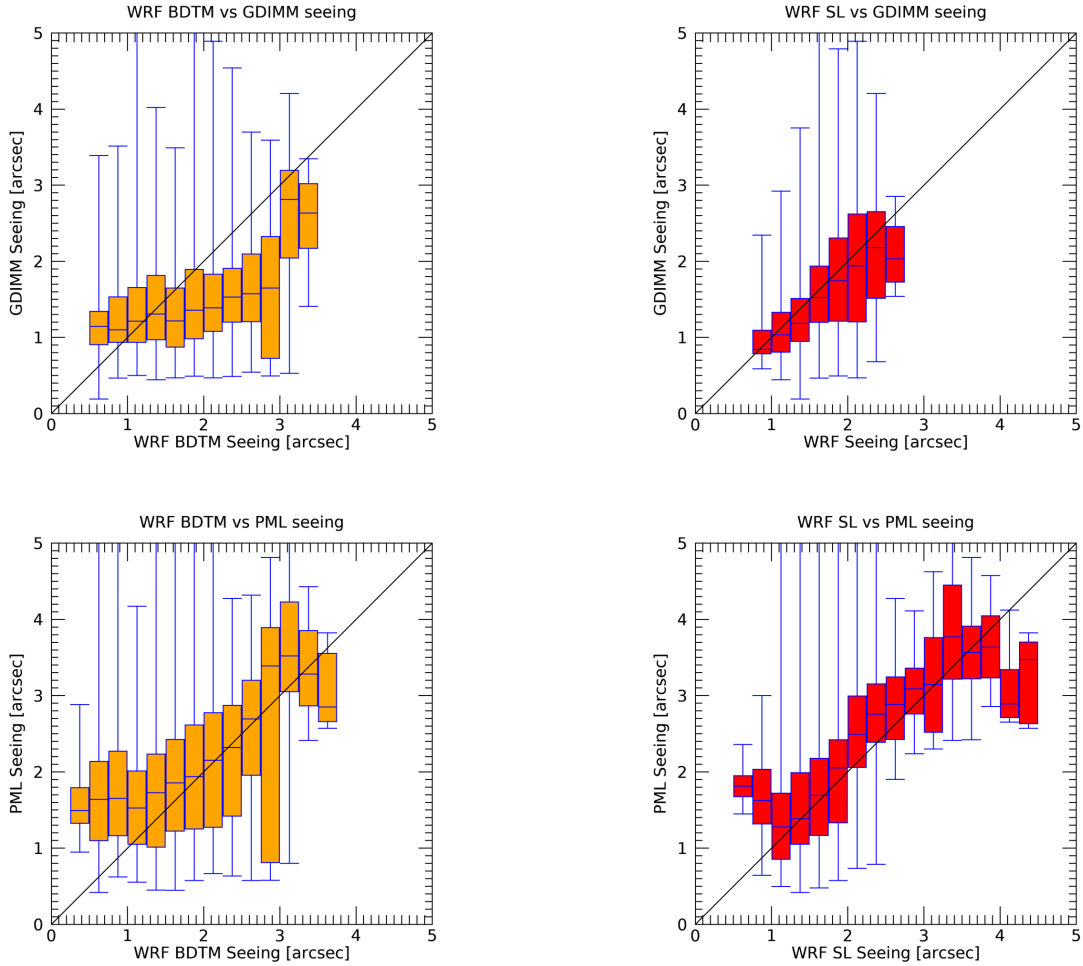 WRF BDTM vs GDIMM seeing
GDIMM Seeing [arcsec]
5
4
3
2
1
0
0 1 2 3 4 5
WRF BDTM Seeing [arcsec]
WRF SL vs GDIMM seeing
GDIMM Seeing [arcsec]
5
4
3
2
1
0
0 1 2 3 4 5
WRF Seeing [arcsec]
WRF BDTM vs PML seeing
PML Seeing [arcsec]
5
4
3
2
1
0
0 1 2 3 4 5
WRF BDTM Seeing [arcsec]
WRF SL vs PML seeing
PML Seeing [arcsec]
5
4
3
2
1
0
0 1 2 3 4 5
WRF SL Seeing [arcsec]